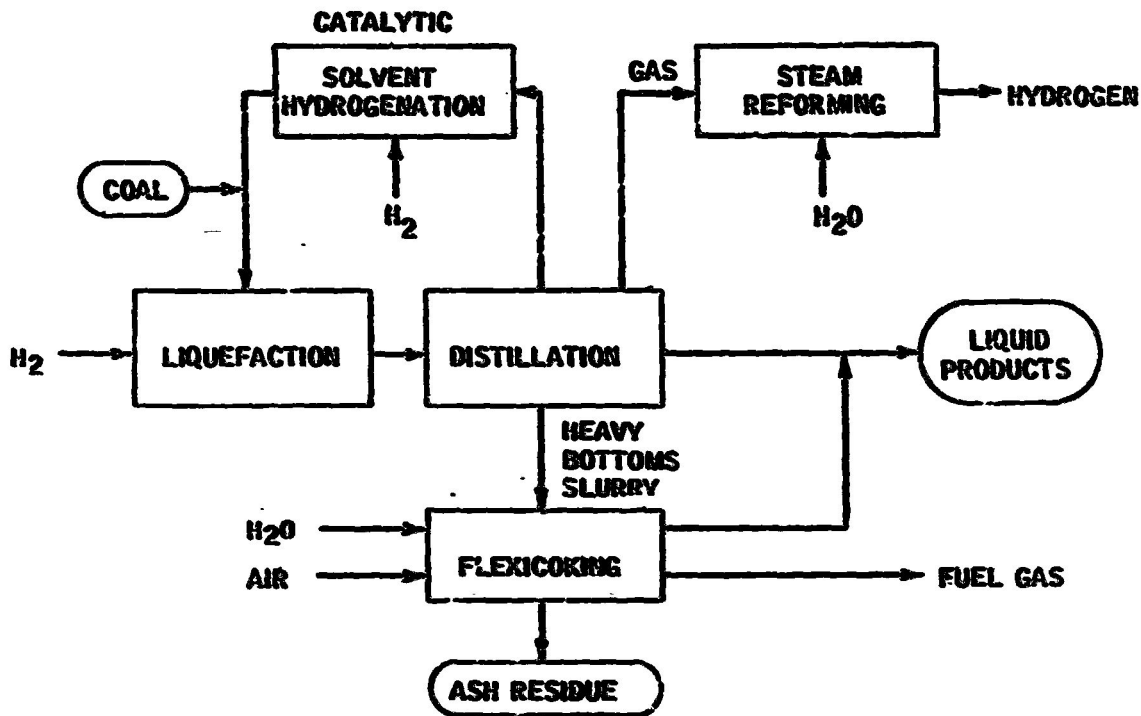 CATALYTIC
SOLVENT
HYDROGENATION
GAS
STEAM
REFORMING
HYDROGEN
COAL
H2
H2O
H2
LIQUEFACTION
DISTILLATION
LIQUID
PRODUCTS
HEAVY
BOTTOMS
SLURRY
H2O
AIR
FLEXICOKING
FUEL GAS
ASH RESIDUE